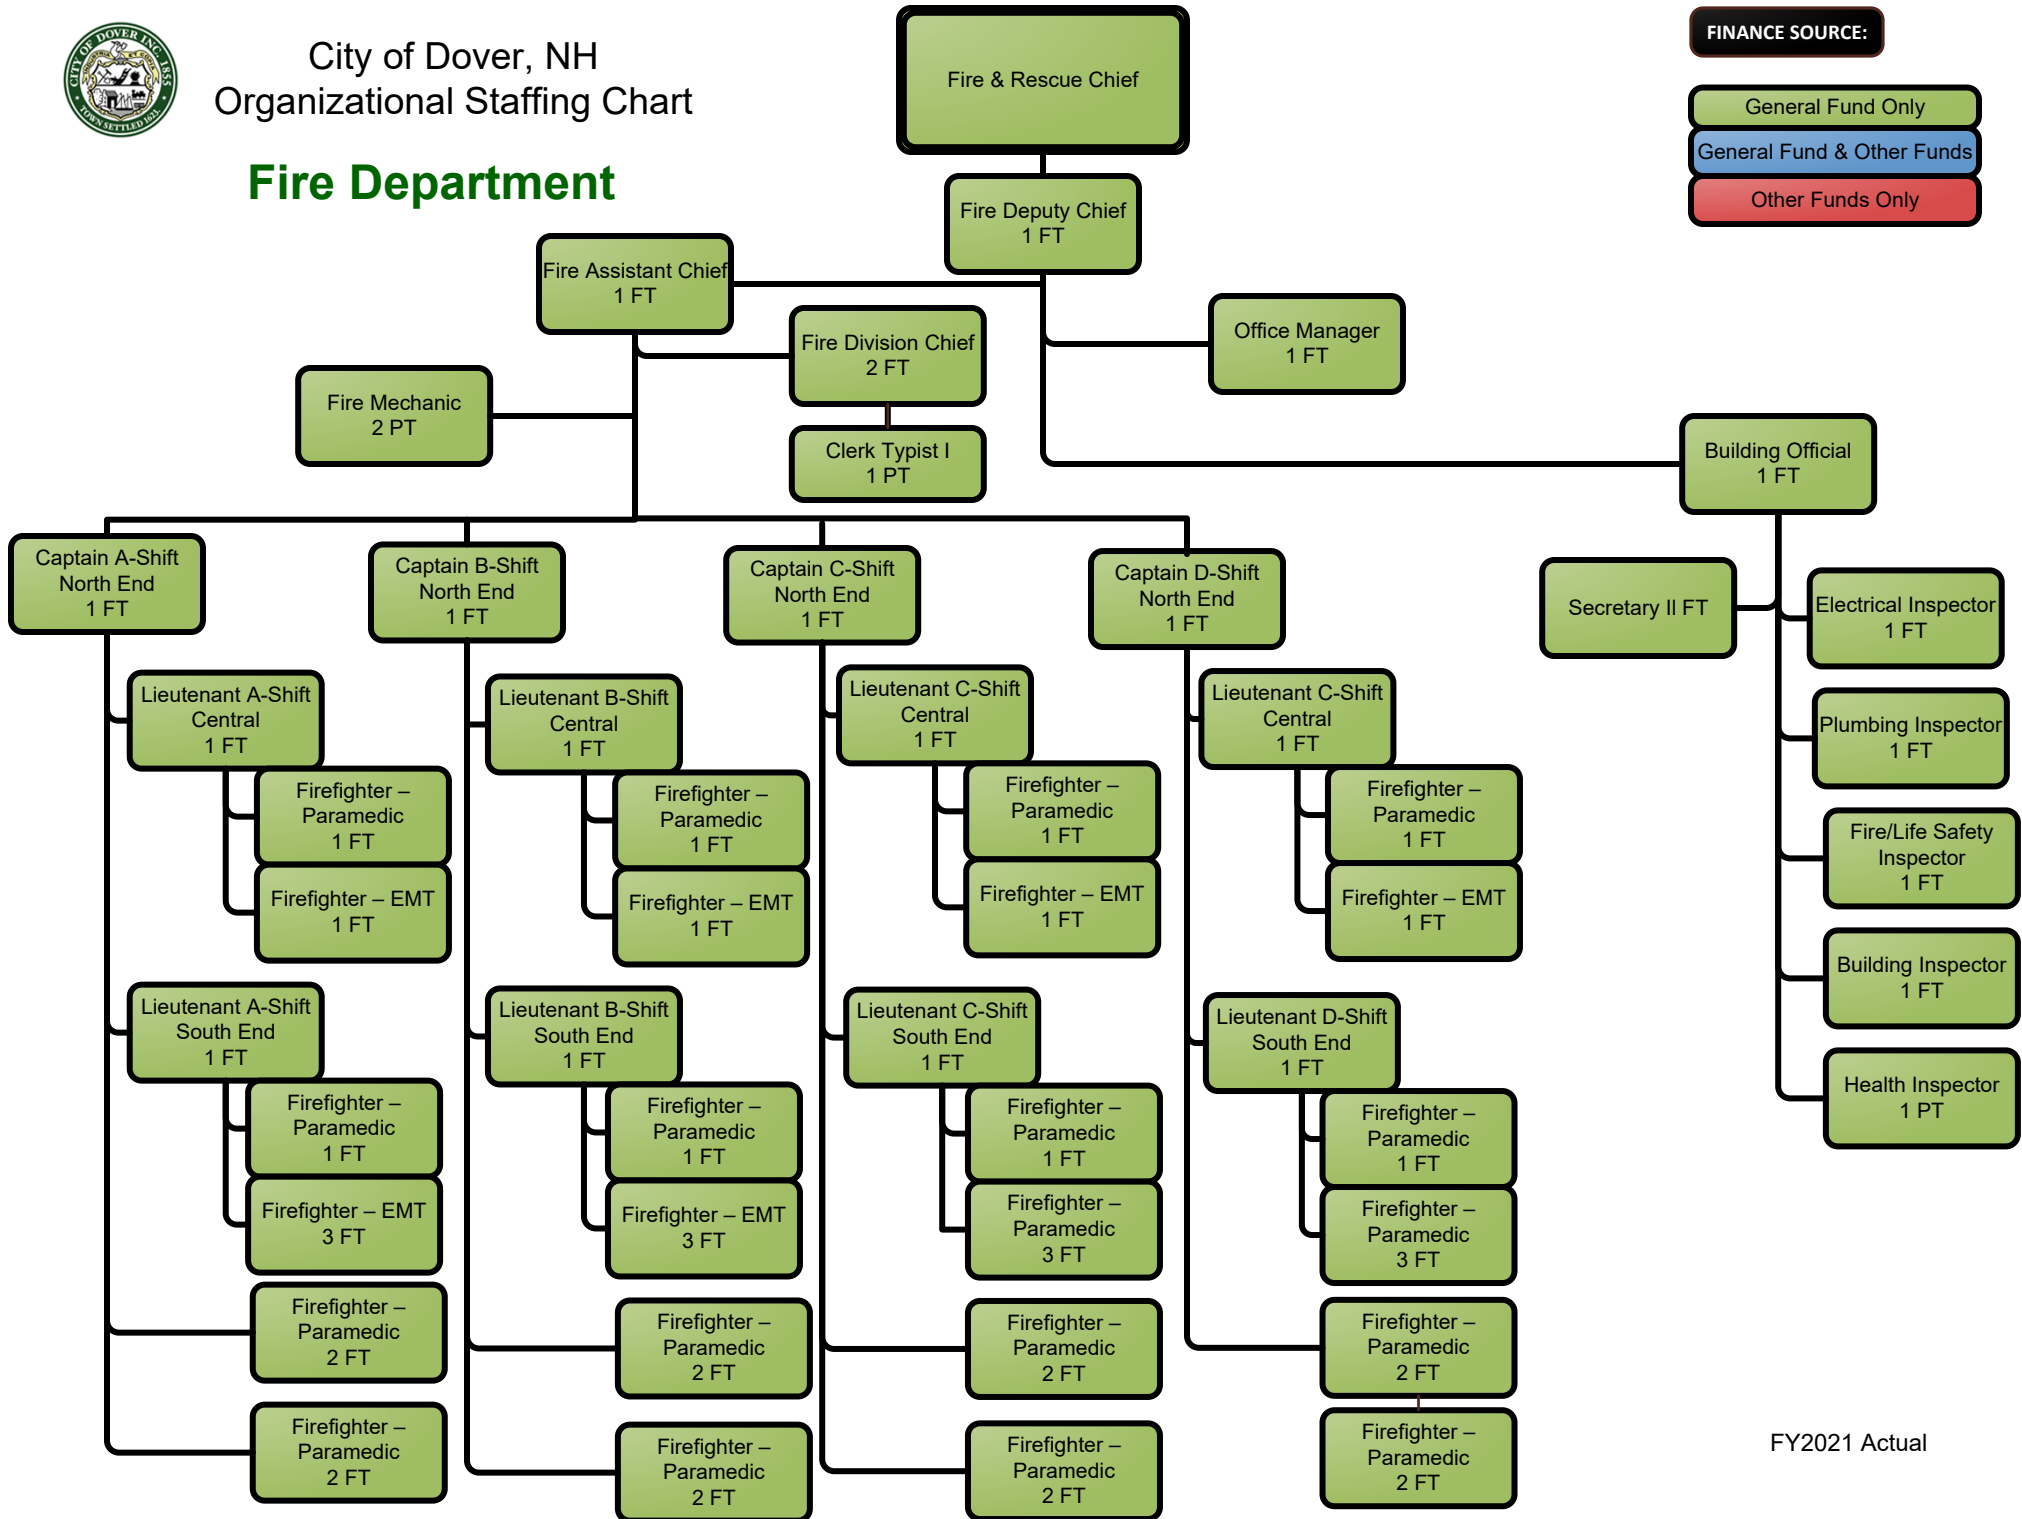 CITY OF DOVER INC. 1855
TOWN SETTLED 1623
City of Dover, NH
Organizational Staffing Chart
Fire Department
FINANCE SOURCE:
General Fund Only
General Fund & Other Funds
Other Funds Only
Fire & Rescue Chief
Fire Deputy Chief
1 FT
Fire Assistant Chief
1 FT
Fire Division Chief
2 FT
Office Manager
1 FT
Fire Mechanic
2 PT
Clerk Typist I
1 PT
Building Official
1 FT
Captain A-Shift
North End
1 FT
Lieutenant A-Shift
Central
1 FT
Firefighter –
Paramedic
1 FT
Firefighter – EMT
1 FT
Lieutenant A-Shift
South End
1 FT
Firefighter –
Paramedic
1 FT
Firefighter – EMT
3 FT
Firefighter –
Paramedic
2 FT
Firefighter –
Paramedic
2 FT
Captain B-Shift
North End
1 FT
Lieutenant B-Shift
Central
1 FT
Firefighter –
Paramedic
1 FT
Firefighter – EMT
1 FT
Lieutenant B-Shift
South End
1 FT
Firefighter –
Paramedic
1 FT
Firefighter – EMT
3 FT
Firefighter –
Paramedic
2 FT
Firefighter –
Paramedic
2 FT
Captain C-Shift
North End
1 FT
Lieutenant C-Shift
Central
1 FT
Firefighter –
Paramedic
1 FT
Firefighter – EMT
1 FT
Lieutenant C-Shift
South End
1 FT
Firefighter –
Paramedic
1 FT
Firefighter –
Paramedic
3 FT
Firefighter –
Paramedic
2 FT
Firefighter –
Paramedic
2 FT
Captain D-Shift
North End
1 FT
Lieutenant C-Shift
Central
1 FT
Firefighter –
Paramedic
1 FT
Firefighter – EMT
1 FT
Lieutenant D-Shift
South End
1 FT
Firefighter –
Paramedic
1 FT
Firefighter –
Paramedic
3 FT
Firefighter –
Paramedic
2 FT
Firefighter –
Paramedic
2 FT
Secretary II FT
Electrical Inspector
1 FT
Plumbing Inspector
1 FT
Fire/Life Safety
Inspector
1 FT
Building Inspector
1 FT
Health Inspector
1 PT
FY2021 Actual